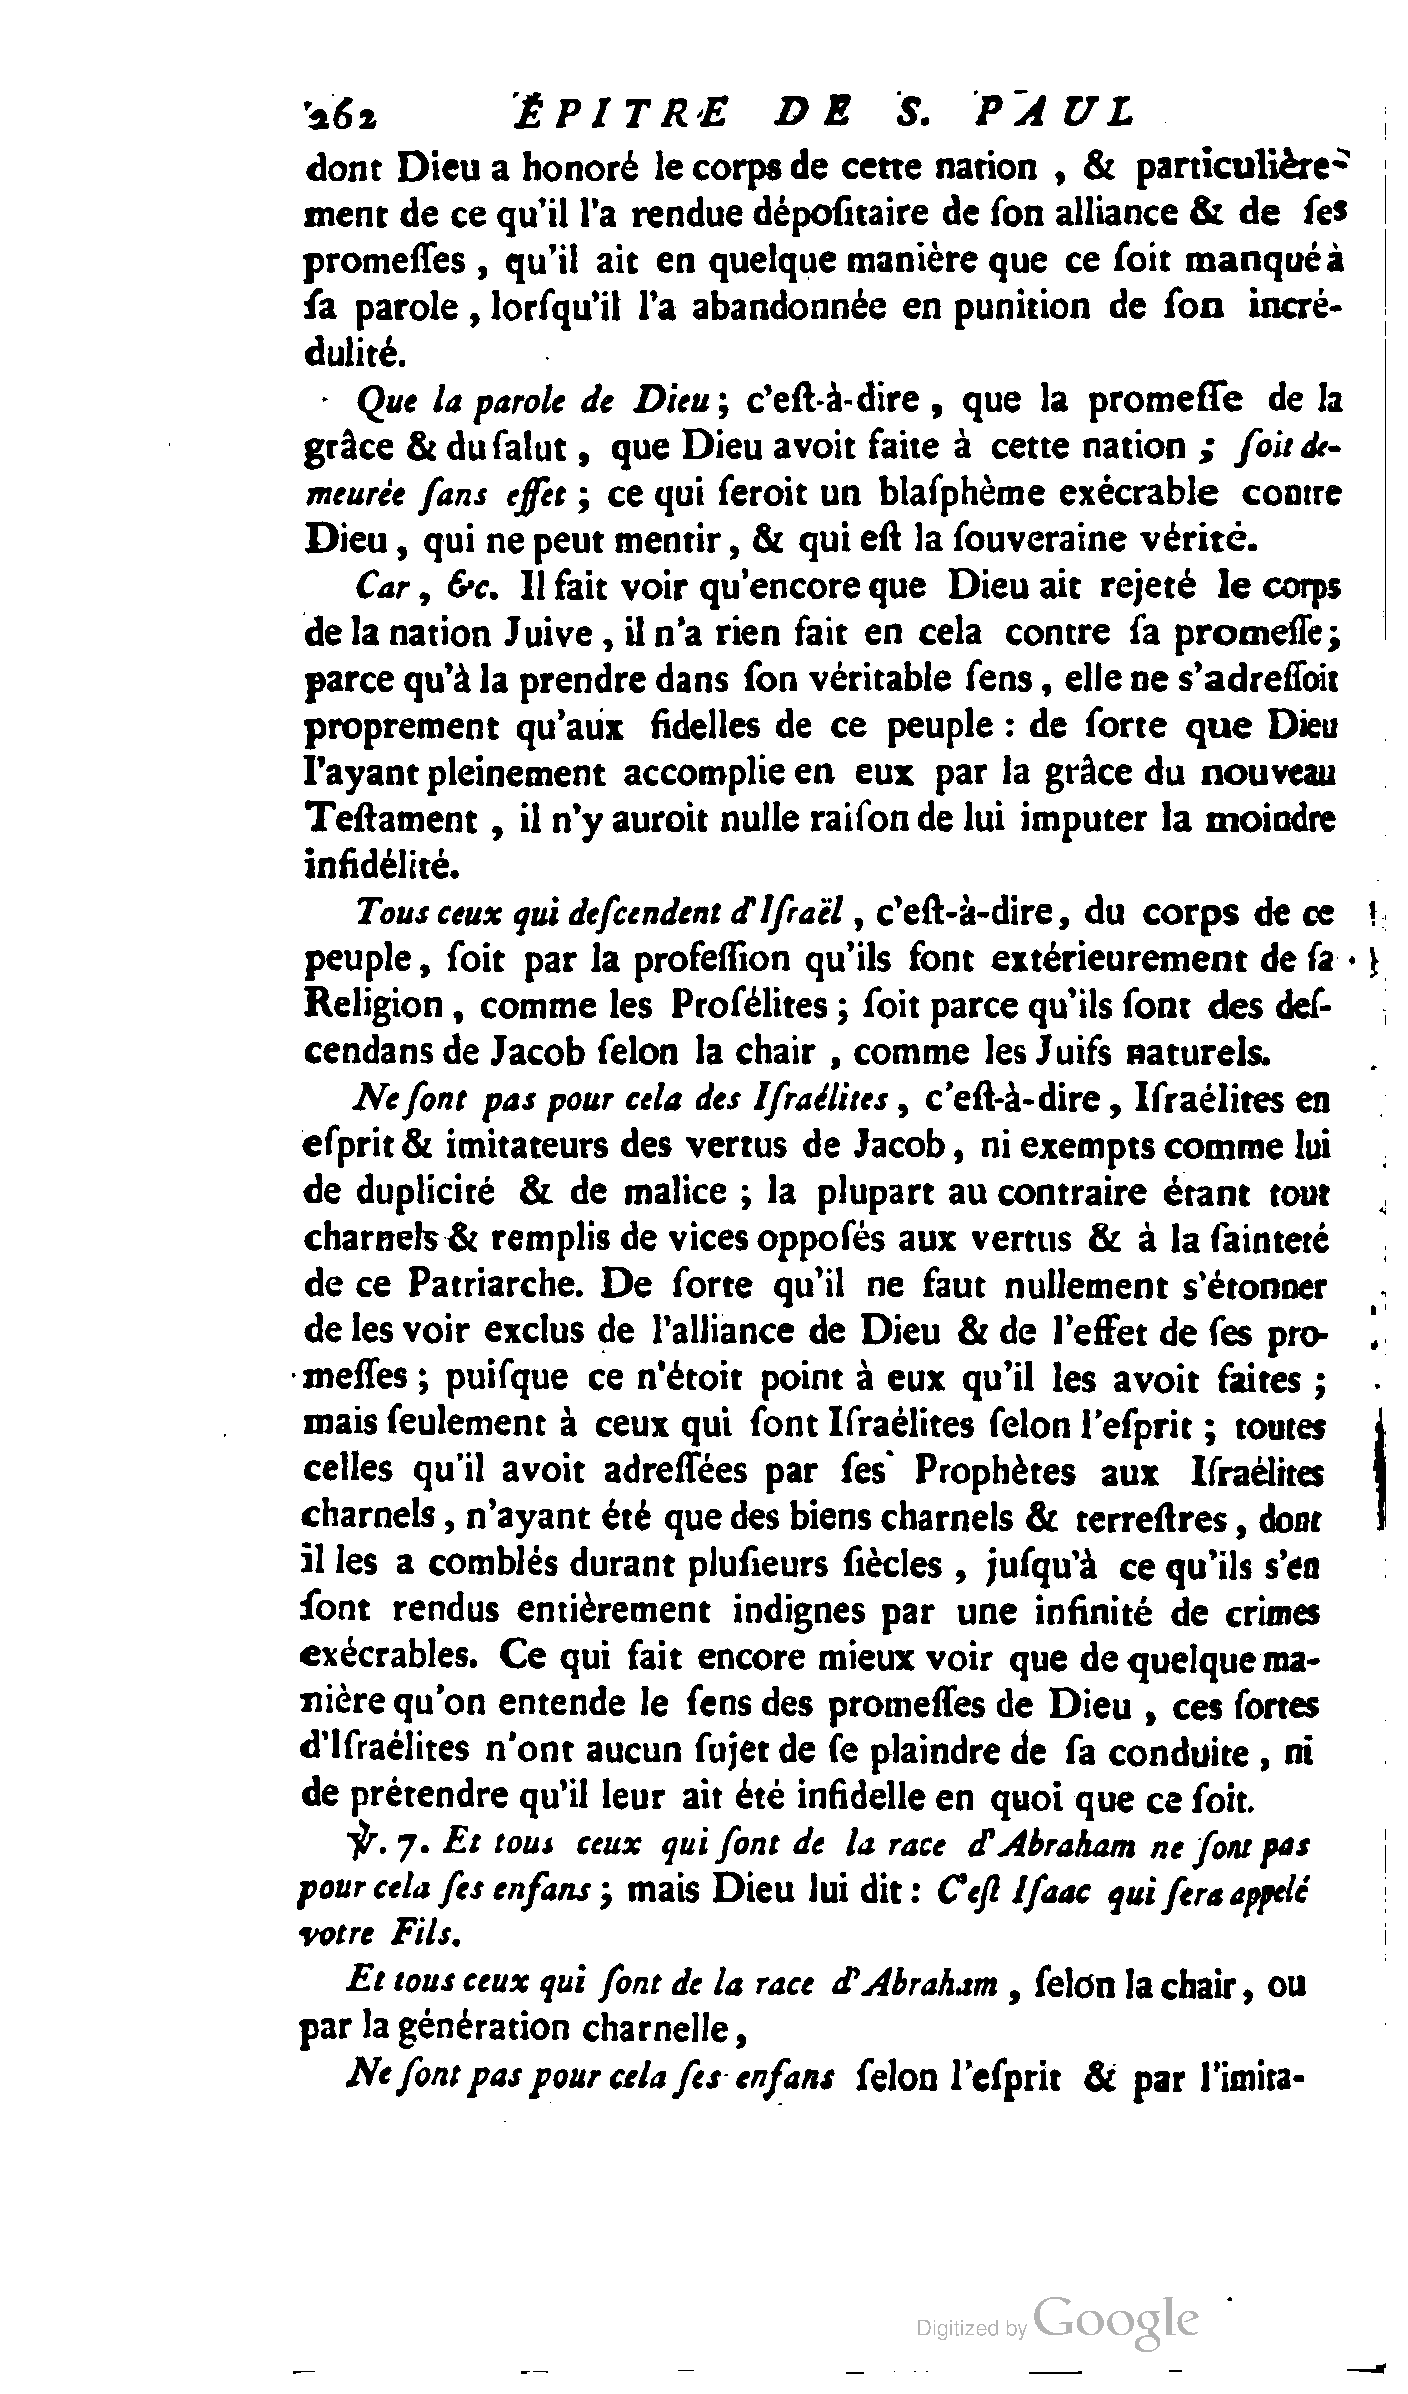 262 ÉPITRE DE S. PAUL
dont Dieu a honoré le corps de cette nation , & particulière-
ment de ce qu'il l'a rendue dépoſitaire de ſon alliance & de ſes
promeſſes , qu'il ait en quelque manière que ce ſoit manqué à
ſa parole , lorſqu'il l'a abandonnée en punition de ſon incré-
dulité.
Que la parole de Dieu ; c'eſt-à-dire , que la promeſſe de la
grâce & du ſalut , que Dieu avoit faite à cette nation ; ſoit de-
meurée ſans effet ; ce qui ſeroit un blaſphème exécrable contre
Dieu , qui ne peut mentir , & qui eſt la ſouveraine vérité.
Car , &c. Il fait voir qu'encore que Dieu ait rejeté le corps
de la nation Juive , il n'a rien fait en cela contre ſa promeſſe ;
parce qu'à la prendre dans ſon véritable ſens , elle ne s'adreſſoit
proprement qu'aux fidelles de ce peuple : de ſorte que Dieu
l'ayant pleinement accomplie en eux par la grâce du nouveau
Teſtament , il n'y auroit nulle raiſon de lui imputer la moindre
infidélité.
Tous ceux qui deſcendent d'Iſraël , c'eſt-à-dire , du corps de ce
peuple , ſoit par la profeſſion qu'ils font extérieurement de ſa
Religion , comme les Proſélites ; ſoit parce qu'ils ſont des deſ-
cendans de Jacob ſelon la chair , comme les Juifs naturels.
Ne ſont pas pour cela des Iſraélites , c'eſt-à-dire , Iſraélites en
eſprit & imitateurs des vertus de Jacob , ni exempts comme lui
de duplicité & de malice ; la plupart au contraire étant tout
charnels & remplis de vices oppoſés aux vertus & à la ſainteté
de ce Patriarche. De ſorte qu'il ne faut nullement s'étonner
de les voir exclus de l'alliance de Dieu & de l'effet de ſes pro-
meſſes ; puiſque ce n'étoit point à eux qu'il les avoit faites ;
mais ſeulement à ceux qui ſont Iſraélites ſelon l'eſprit ; toutes
celles qu'il avoit adreſſées par ſes Prophètes aux Iſraélites
charnels , n'ayant été que des biens charnels & terreſtres , dont
il les a comblés durant pluſieurs ſiècles , juſqu'à ce qu'ils s'en
ſont rendus entièrement indignes par une infinité de crimes
exécrables. Ce qui fait encore mieux voir que de quelque ma-
nière qu'on entende le ſens des promeſſes de Dieu , ces ſortes
d'Iſraélites n'ont aucun ſujet de ſe plaindre de ſa conduite , ni
de prétendre qu'il leur ait été infidelle en quoi que ce ſoit.
℣. 7. Et tous ceux qui ſont de la race d'Abraham ne ſont pas
pour cela ſes enfans ; mais Dieu lui dit : C'eſt Iſaac qui ſera appelé
votre Fils.
Et tous ceux qui ſont de la race d'Abraham , ſelon la chair , ou
par la génération charnelle ,
Ne ſont pas pour cela ſes enfans ſelon l'eſprit & par l'imita-
Digitized by Google